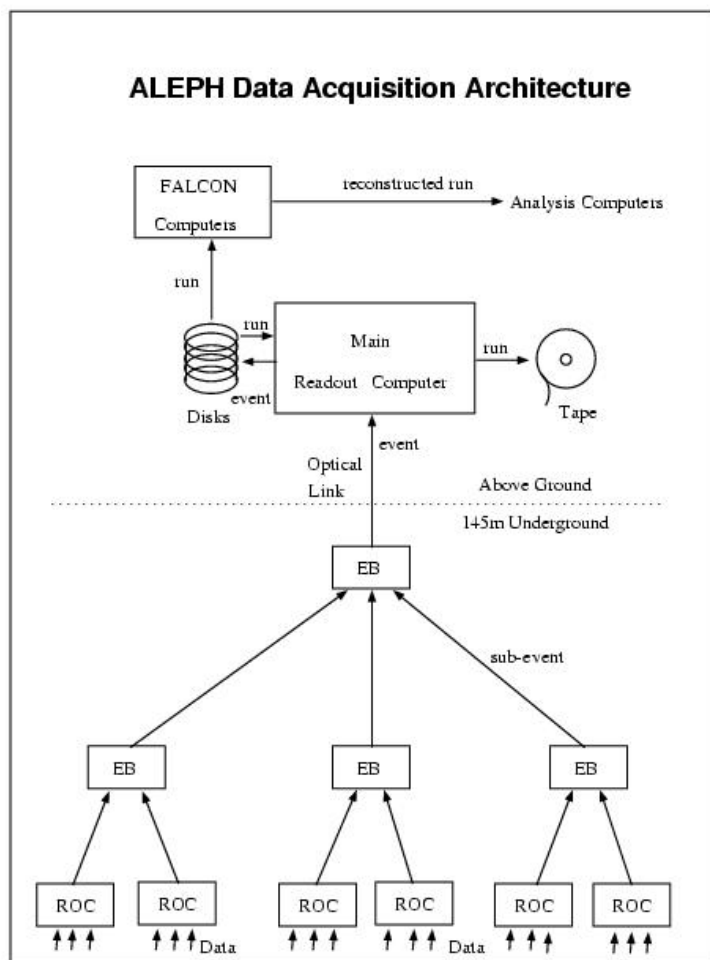 ALEPH Data Acquisition Architecture
FALCON
Computers
reconstructed run
Analysis Computers
run
run
Main
Readout Computer
run
event
Disks
Tape
event
Optical
Link
Above Ground
145m Underground
EB
sub-event
EB
EB
EB
ROC
ROC
ROC
ROC
ROC
ROC
Data
Data